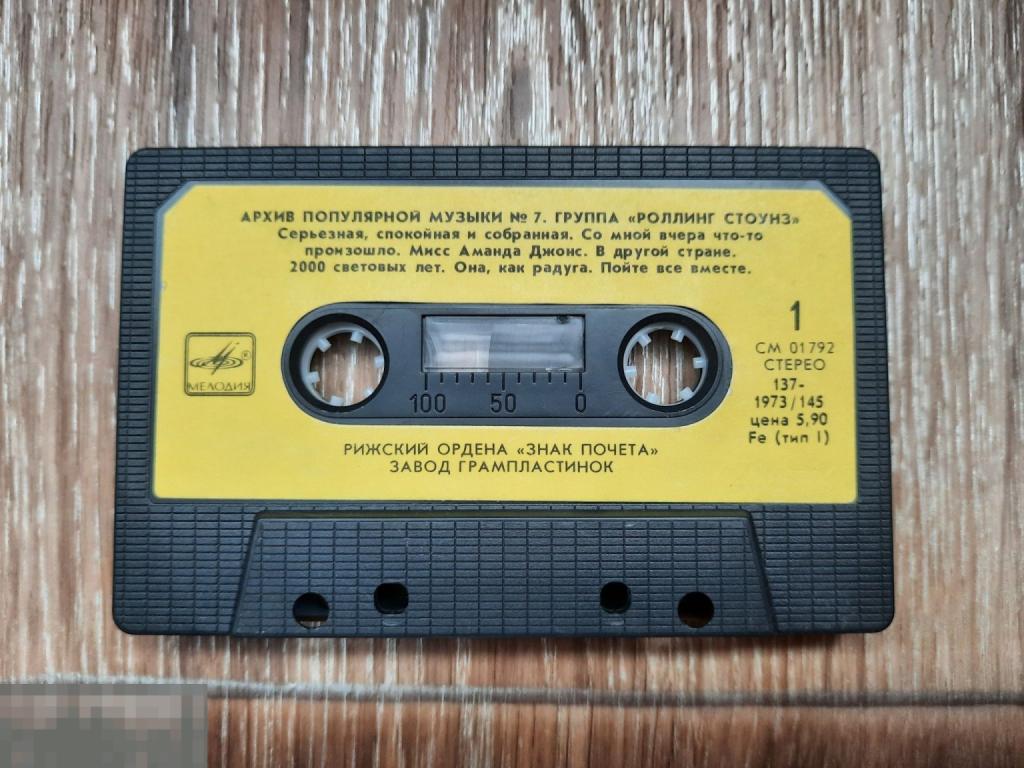 АРХИВ ПОПУЛЯРНОЙ МУЗЫКИ № 7. ГРУППА «РОЛЛИНГ СТОУНЗ»
Серьезная, спокойная и собранная. Со мной вчера что-то
произошло. Мисс Аманда Джонс. В другой стране.
2000 световых лет. Она, как радуга. Пойте все вместе.
1
СМ 01792
СТЕРЕО
137-
1973/145
цена 5,90
Fe (тип I)
®
МЕЛОДИЯ
100 50 0
РИЖСКИЙ ОРДЕНА «ЗНАК ПОЧЕТА»
ЗАВОД ГРАМПЛАСТИНОК